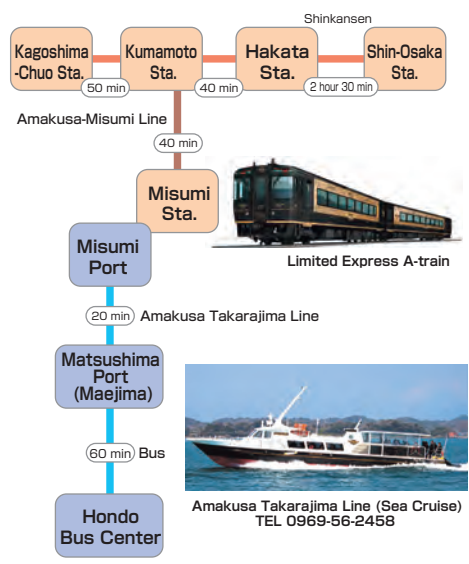 Shinkansen
Kagoshima
-Chuo Sta.
Kumamoto
Sta.
Hakata
Sta.
Shin-Osaka
Sta.
50 min
40 min
2 hour 30 min
Amakusa-Misumi Line
40 min
Misumi
Sta.
Misumi
Port
Limited Express A-train
20 min Amakusa Takarajima Line
Matsushima
Port
(Maejima)
60 min Bus
Hondo
Bus Center
Amakusa Takarajima Line (Sea Cruise)
TEL 0969-56-2458